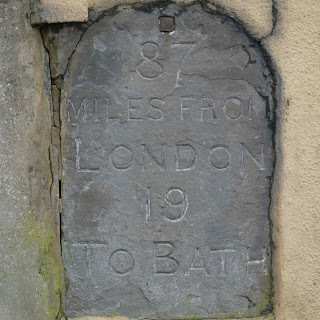 87
MILES FROM
LONDON
19
TO BATH